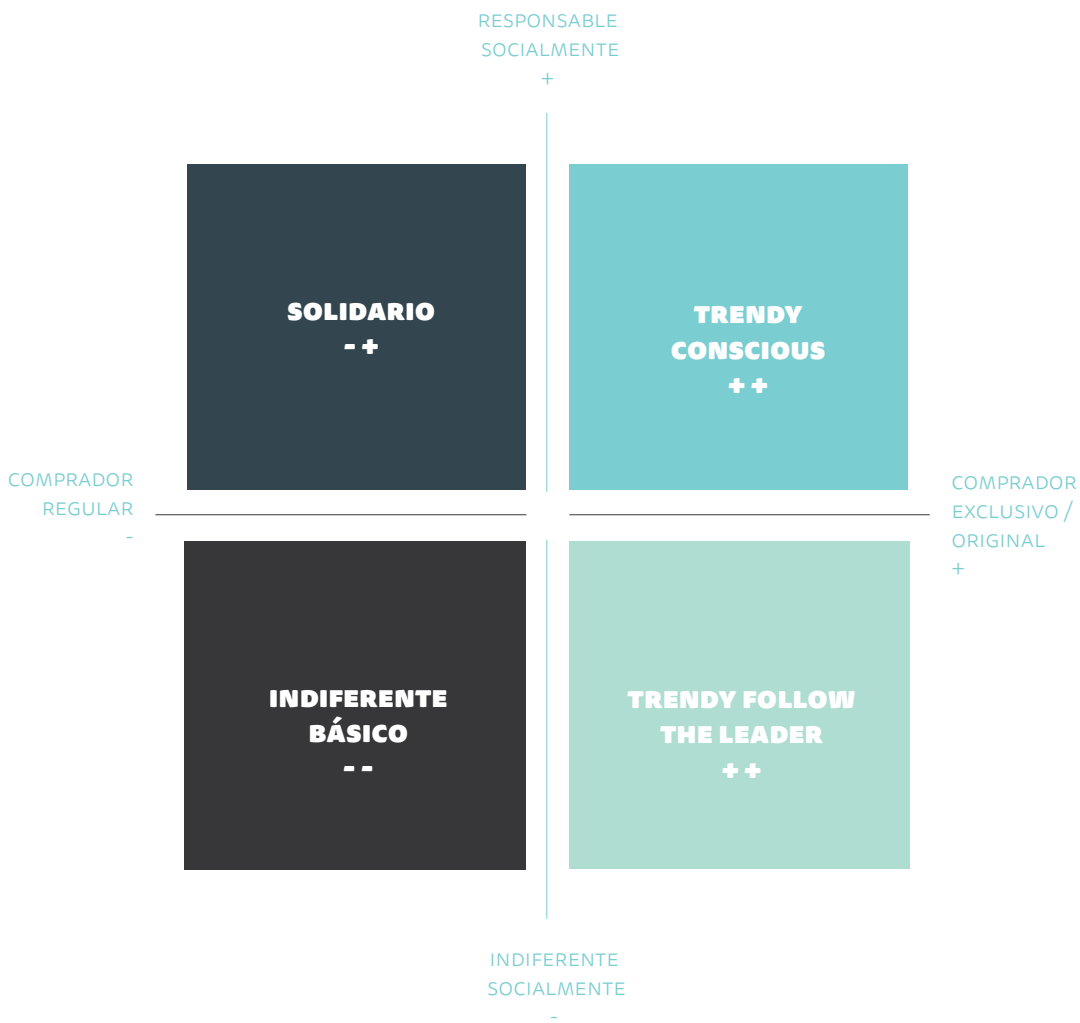 RESPONSABLE
SOCIALMENTE
+
SOLIDARIO
- +
TRENDY
CONSCIOUS
+ +
COMPRADOR
REGULAR
-
COMPRADOR
EXCLUSIVO /
ORIGINAL
+
INDIFERENTE
BÁSICO
- -
TRENDY FOLLOW
THE LEADER
+ +
INDIFERENTE
SOCIALMENTE
-